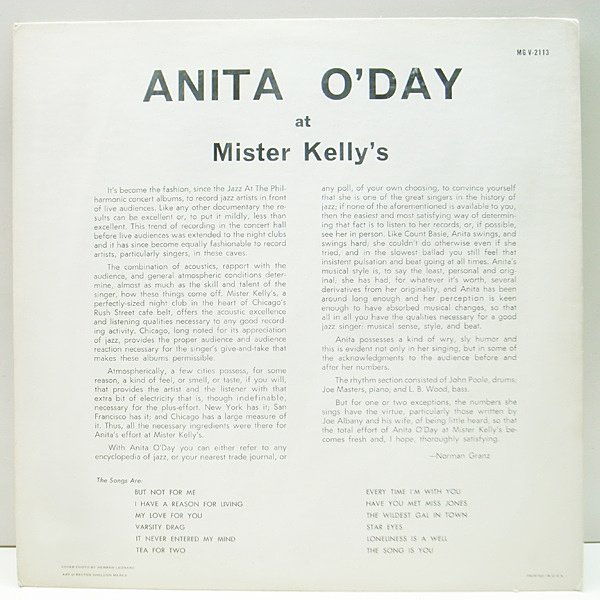 MG V-2113
ANITA O'DAY
at
Mister Kelly's
It's become the fashion, since the Jazz At The Phil-
harmonic concert albums, to record jazz artists in front
of live audiences. Like any other documentary the re-
sults can be excellent or, to put it mildly, less than
excellent. This trend of recording in the concert hall
before live audiences was extended to the night clubs
and it has since become equally fashionable to record
artists, particularly singers, in these caves.
The combination of acoustics, rapport with the
audience, and general atmospheric conditions deter-
mine, almost as much as the skill and talent of the
singer, how these things come off. Mister Kelly's, a
perfectly-sized night club in the heart of Chicago's
Rush Street cafe belt, offers the acoustic excellence
and listening qualities necessary to any good record-
ing activity. Chicago, long noted for its appreciation
of jazz, provides the proper audience and audience
reaction necessary for the singer's give-and-take that
makes these albums permissible.
Atmospherically, a few cities possess, for some
reason, a kind of feel, or smell, or taste, if you will,
that provides the artist and the listener with that
extra bit of electricity that is, though indefinable,
necessary for the plus-effort. New York has it; San
Francisco has it; and Chicago has a large measure of
it. Thus, all the necessary ingredients were there for
Anita's effort at Mister Kelly's.
With Anita O'Day you can either refer to any
encyclopedia of jazz, or your nearest trade journal, or
any poll, of your own choosing, to convince yourself
that she is one of the great singers in the history of
jazz; if none of the aforementioned is available to you,
then the easiest and most satisfying way of determin-
ing that fact is to listen to her records, or, if possible,
see her in person. Like Count Basie, Anita swings, and
swings hard; she couldn't do otherwise even if she
tried, and in the slowest ballad you still feel that
insistent pulsation and beat going at all times. Anita's
musical style is, to say the least, personal and orig-
inal; she has had, for whatever it's worth, several
derivatives from her originality, and Anita has been
around long enough and her perception is keen
enough to have absorbed musical changes, so that
all in all you have the qualities necessary for a good
jazz singer: musical sense, style, and beat.
Anita possesses a kind of wry, sly humor and
this is evident not only in her singing, but in some of
the acknowledgments to the audience before and
after her numbers.
The rhythm section consisted of John Poole, drums;
Joe Masters, piano; and L. B. Wood, bass.
But for one or two exceptions, the numbers she
sings have the virtue, particularly those written by
Joe Albany and his wife, of being little heard, so that
the total effort of Anita O'Day at Mister Kelly's be-
comes fresh and, I hope, thoroughly satisfying.
—Norman Granz
The Songs Are:
BUT NOT FOR ME
I HAVE A REASON FOR LIVING
MY LOVE FOR YOU
VARSITY DRAG
IT NEVER ENTERED MY MIND
TEA FOR TWO
EVERY TIME I'M WITH YOU
HAVE YOU MET MISS JONES
THE WILDEST GAL IN TOWN
STAR EYES
LONELINESS IS A WELL
THE SONG IS YOU
COVER PHOTO BY HERMAN LEONARD